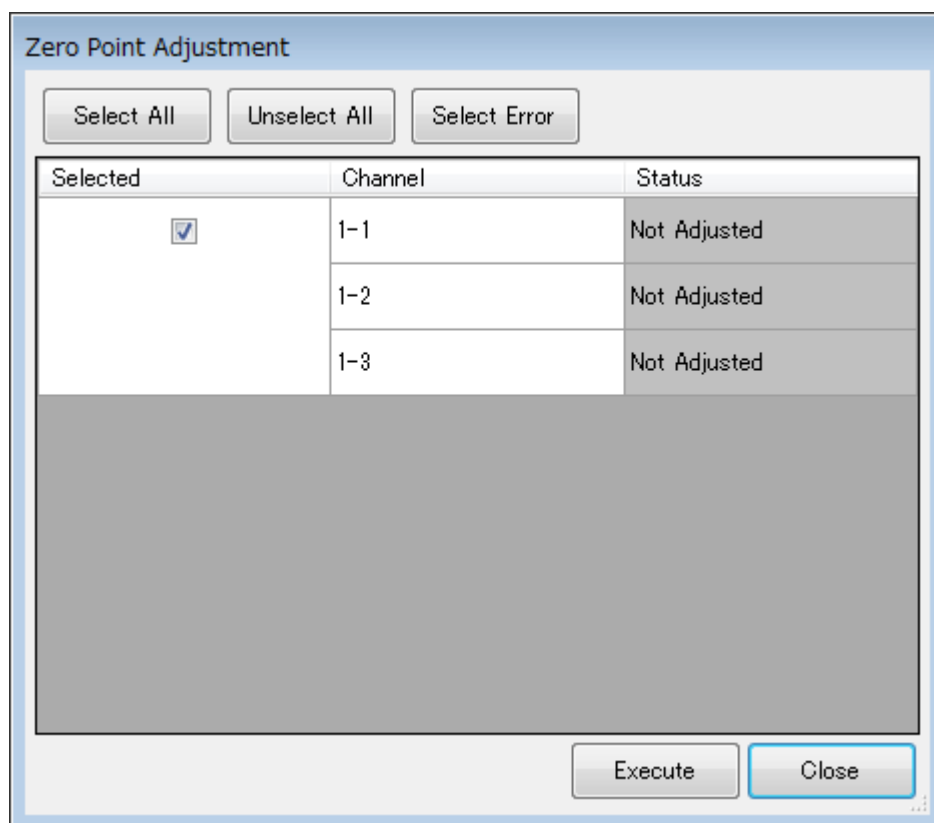 Zero Point Adjustment
Select All Unselect All Select Error
Selected Channel Status
1-1 Not Adjusted
1-2 Not Adjusted
1-3 Not Adjusted
Execute Close